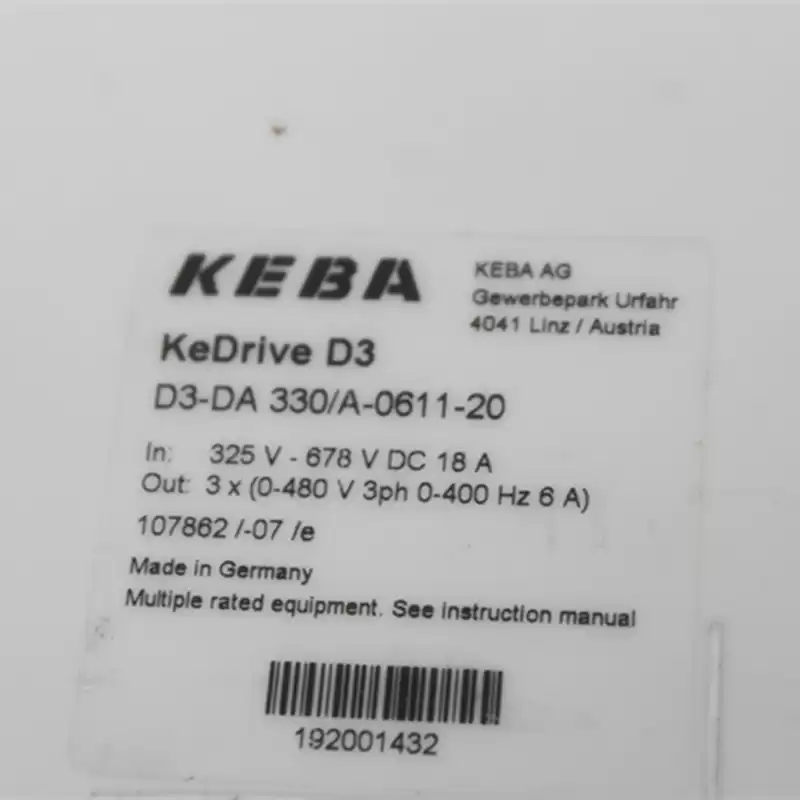 KEBA
KEBA AG
Gewerbepark Urfahr
4041 Linz / Austria
KeDrive D3
D3-DA 330/A-0611-20
In: 325 V - 678 V DC 18 A
Out: 3 x (0-480 V 3ph 0-400 Hz 6 A)
107862 /-07 /e
Made in Germany
Multiple rated equipment. See instruction manual
192001432